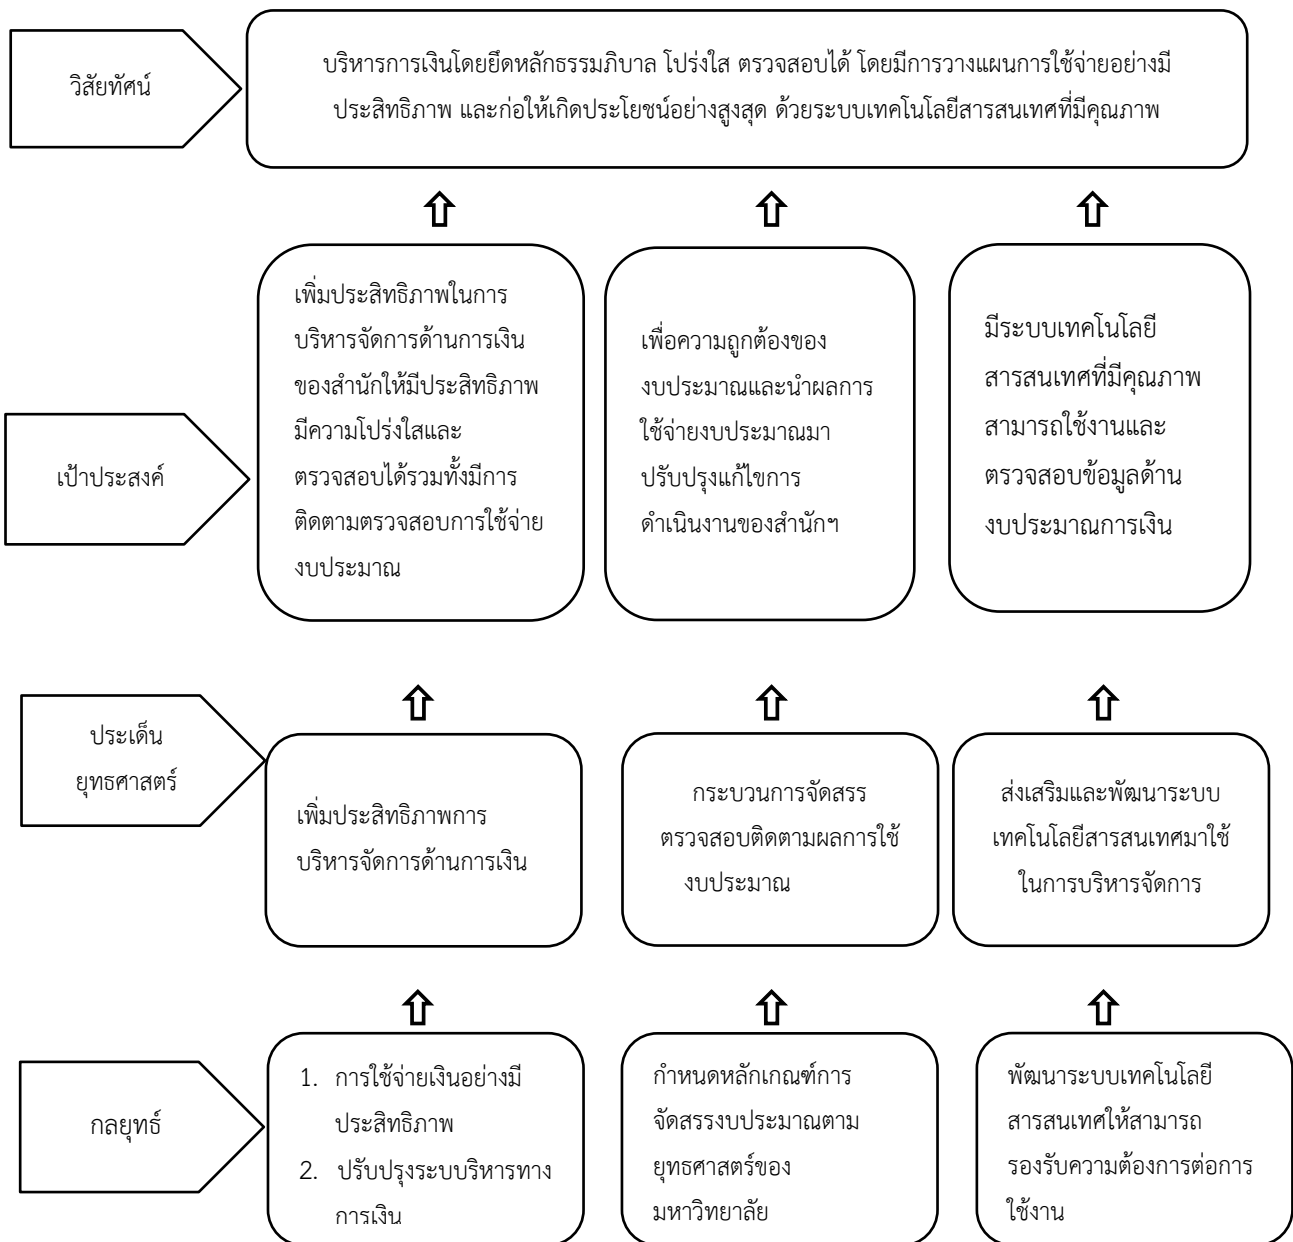 วิสัยทัศน์
บริหารการเงินโดยยึดหลักธรรมภิบาล โปร่งใส ตรวจสอบได้ โดยมีการวางแผนการใช้จ่ายอย่างมี
ประสิทธิภาพ และก่อให้เกิดประโยชน์อย่างสูงสุด ด้วยระบบเทคโนโลยีสารสนเทศที่มีคุณภาพ
เป้าประสงค์
เพิ่มประสิทธิภาพในการ
บริหารจัดการด้านการเงิน
ของสำนักให้มีประสิทธิภาพ
มีความโปร่งใสและ
ตรวจสอบได้รวมทั้งมีการ
ติดตามตรวจสอบการใช้จ่าย
งบประมาณ
เพื่อความถูกต้องของ
งบประมาณและนำผลการ
ใช้จ่ายงบประมาณมา
ปรับปรุงแก้ไขการ
ดำเนินงานของสำนักฯ
มีระบบเทคโนโลยี
สารสนเทศที่มีคุณภาพ
สามารถใช้งานและ
ตรวจสอบข้อมูลด้าน
งบประมาณการเงิน
ประเด็น
ยุทธศาสตร์
เพิ่มประสิทธิภาพการ
บริหารจัดการด้านการเงิน
กระบวนการจัดสรร
ตรวจสอบติดตามผลการใช้
งบประมาณ
ส่งเสริมและพัฒนาระบบ
เทคโนโลยีสารสนเทศมาใช้
ในการบริหารจัดการ
กลยุทธ์
1. การใช้จ่ายเงินอย่างมี
ประสิทธิภาพ
2. ปรับปรุงระบบบริหารทาง
การเงิน
กำหนดหลักเกณฑ์การ
จัดสรรงบประมาณตาม
ยุทธศาสตร์ของ
มหาวิทยาลัย
พัฒนาระบบเทคโนโลยี
สารสนเทศให้สามารถ
รองรับความต้องการต่อการ
ใช้งาน